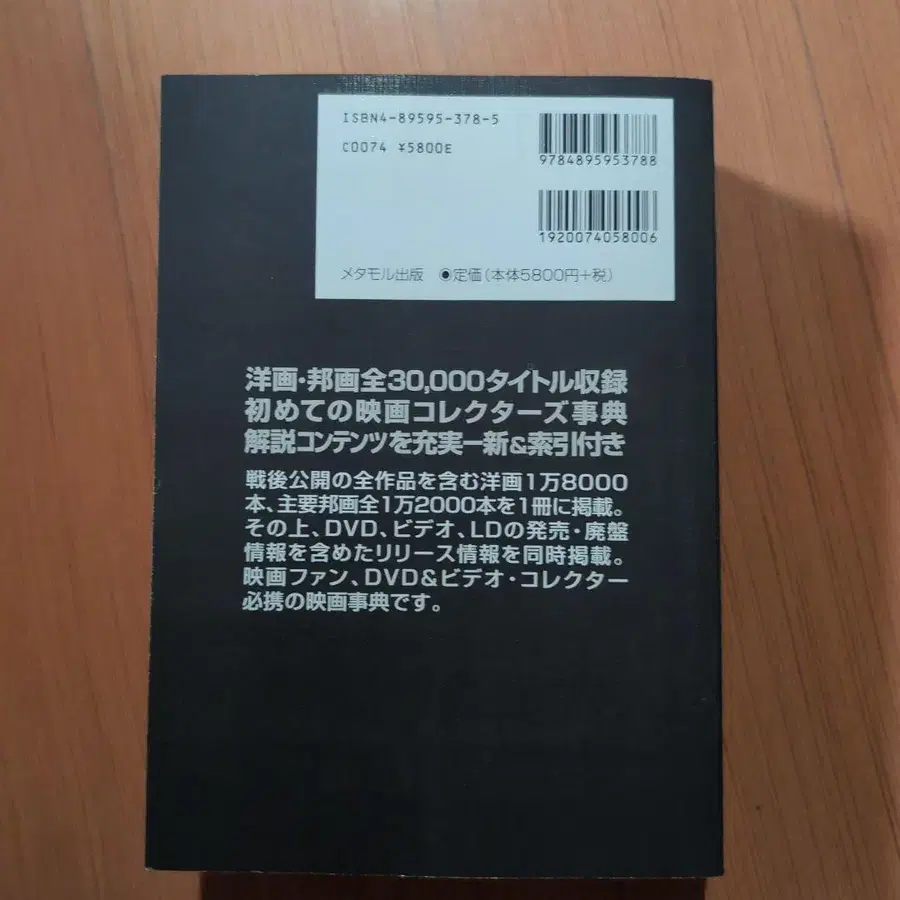 ISBN4-89595-378-5
C0074 ¥5800E
9784895953788
1920074058006
メタモル出版 ●定価(本体5800円+税)
洋画・邦画全30,000タイトル収録
初めての映画コレクターズ事典
解説コンテンツを充実一新&索引付き
戦後公開の全作品を含む洋画1万8000
本、主要邦画全1万2000本を1冊に掲載。
その上、DVD、ビデオ、LDの発売・廃盤
情報を含めたリリース情報を同時掲載。
映画ファン、DVD&ビデオ・コレクター
必携の映画事典です。